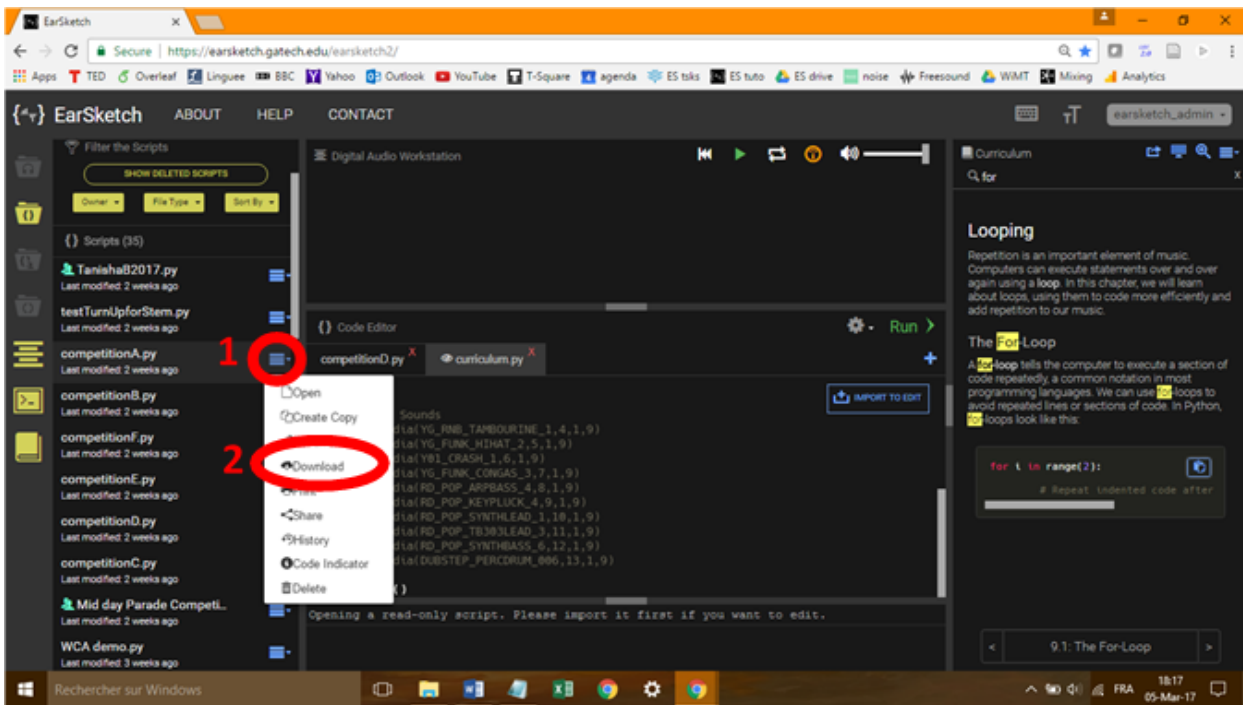 EarSketch
Secure https://earsketch.gatech.edu/earsketch2/
Apps TED Overleaf Linguee BBC Yahoo Outlook YouTube T-Square agenda ES tsks ES tuto ES drive noise Freesound WiMT Mixing Analytics
EarSketch ABOUT HELP CONTACT
earsketch_admin
Filter the Scripts
SHOW DELETED SCRIPTS
Owner File Type Sort By
{} Scripts (35)
TanishaB2017.py
Last modified: 2 weeks ago
testTurnUpforStem.py
Last modified: 2 weeks ago
competitionA.py
Last modified: 2 weeks ago
competitionB.py
Last modified: 2 weeks ago
competitionF.py
Last modified: 2 weeks ago
competitionE.py
Last modified: 2 weeks ago
competitionD.py
Last modified: 2 weeks ago
competitionC.py
Last modified: 2 weeks ago
Mid day Parade Competi...
Last modified: 2 weeks ago
WCA demo.py
Last modified: 3 weeks ago
1
2
Open
Create Copy
Download
Print
Share
History
Code Indicator
Delete
Digital Audio Workstation
{} Code Editor
Run
competitionD.py X curriculum.py X
IMPORT TO EDIT
Sounds
dia(YG_RNB_TAMBOURINE_1,4,1,9)
dia(YG_FUNK_HIHAT_2,5,1,9)
dia(Y01_CRASH_1,6,1,9)
dia(YG_FUNK_CONGAS_3,7,1,9)
dia(RD_POP_ARPBASS_4,8,1,9)
dia(RD_POP_KEYPLUCK_4,9,1,9)
dia(RD_POP_SYNTHLEAD_1,10,1,9)
dia(RD_POP_TB303LEAD_3,11,1,9)
dia(RD_POP_SYNTHBASS_6,12,1,9)
dia(DUBSTEP_PERCDRUM_006,13,1,9)
()
Opening a read-only script. Please import it first if you want to edit.
Curriculum
for X
Looping
Repetition is an important element of music.
Computers can execute statements over and over
again using a loop. In this chapter, we will learn
about loops, using them to code more efficiently and
add repetition to our music.
The For-Loop
A for-loop tells the computer to execute a section of
code repeatedly, a common notation in most
programming languages. We can use for-loops to
avoid repeated lines or sections of code. In Python,
for-loops look like this:
for i in range(2):
# Repeat indented code after
< 9.1: The For-Loop >
Rechercher sur Windows
FRA
18:17
05-Mar-17